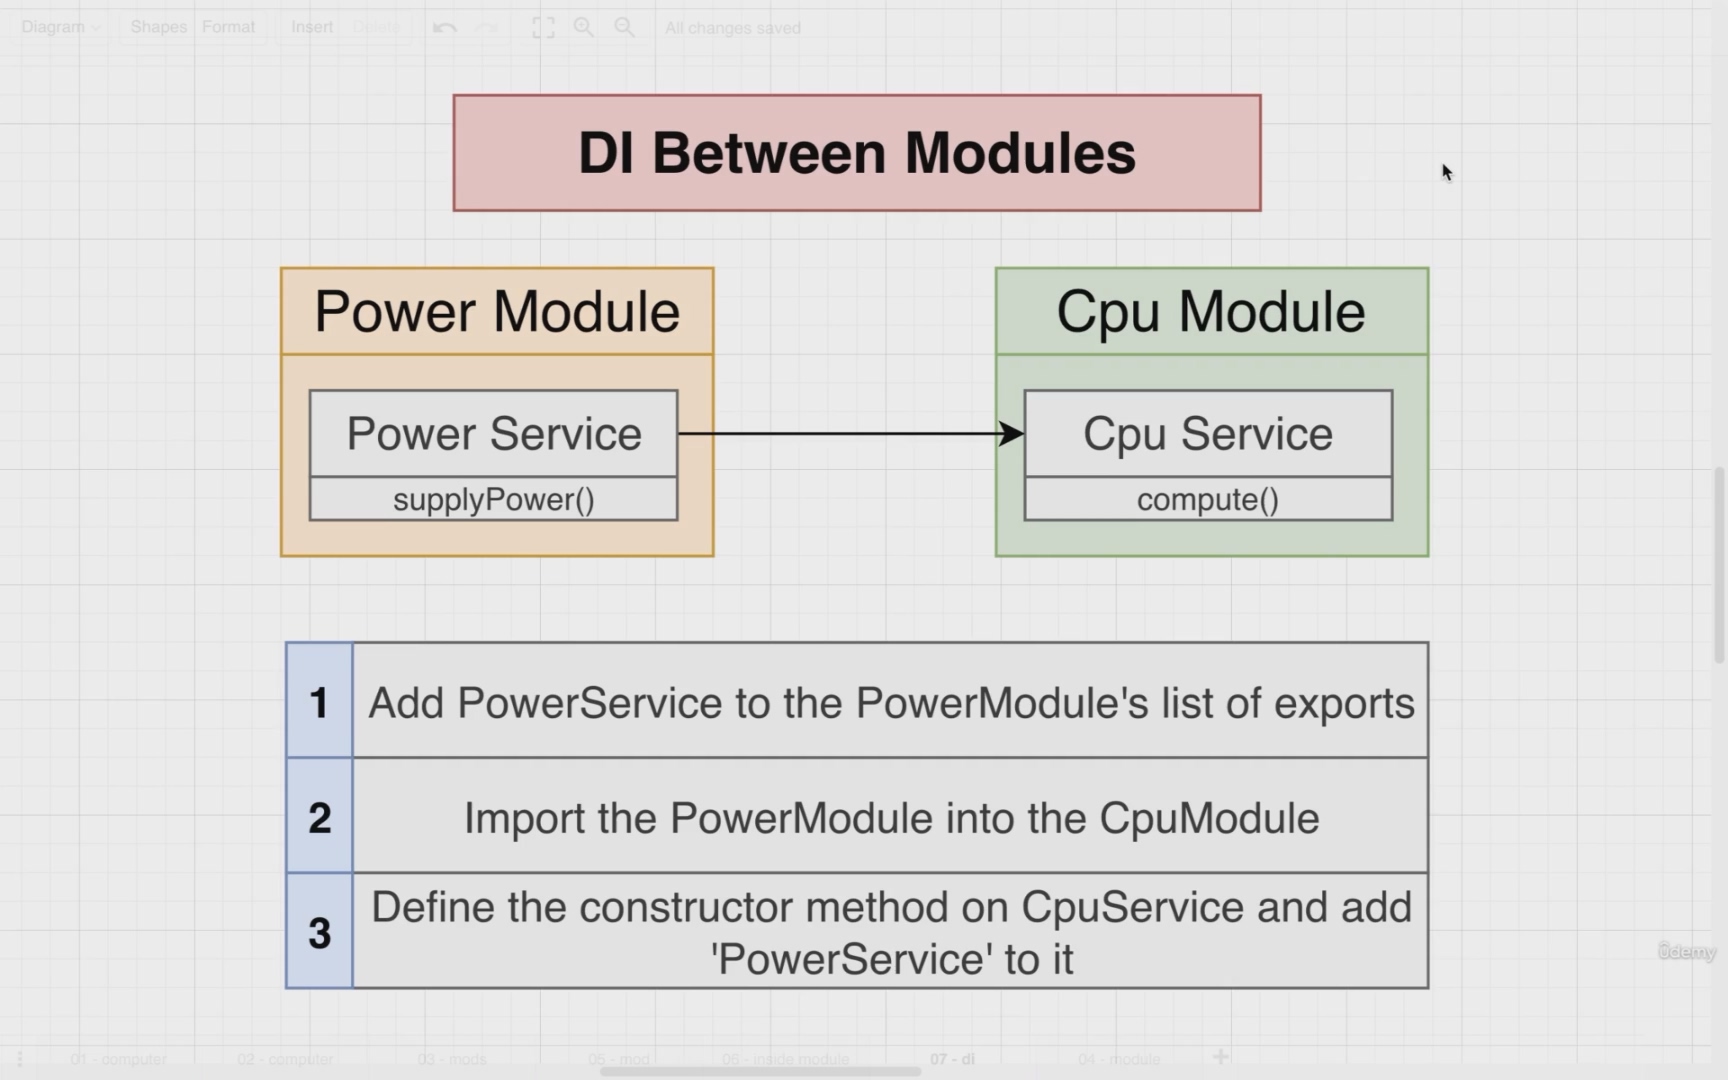 Diagram
Shapes
Format
Insert
Delete
All changes saved
DI Between Modules
Power Module
Cpu Module
Power Service
Cpu Service
supplyPower()
compute()
1
Add PowerService to the PowerModule's list of exports
2
Import the PowerModule into the CpuModule
3
Define the constructor method on CpuService and add
'PowerService' to it
ûdemy
01 - computer
02 - computer
03 - mods
05 - mod
06 - inside module
07 - di
04 - module